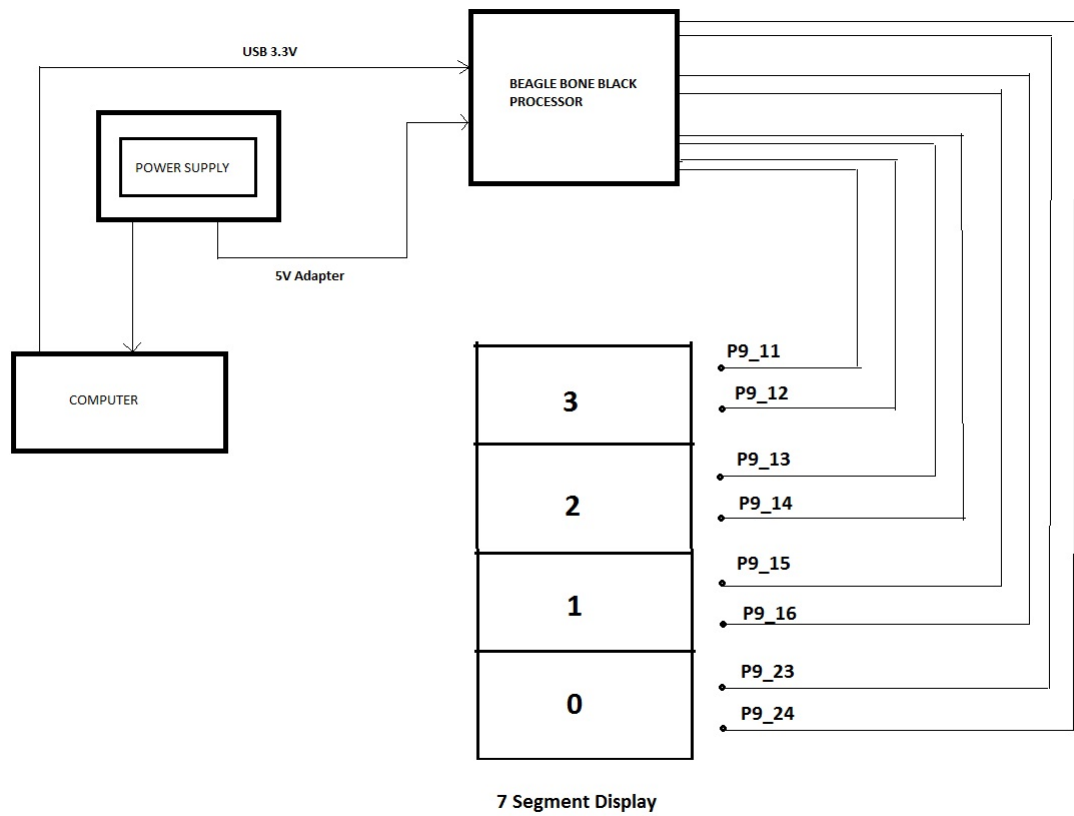 USB 3.3V
BEAGLE BONE BLACK
PROCESSOR
POWER SUPPLY
5V Adapter
COMPUTER
3
P9_11
P9_12
2
P9_13
P9_14
1
P9_15
P9_16
0
P9_23
P9_24
7 Segment Display